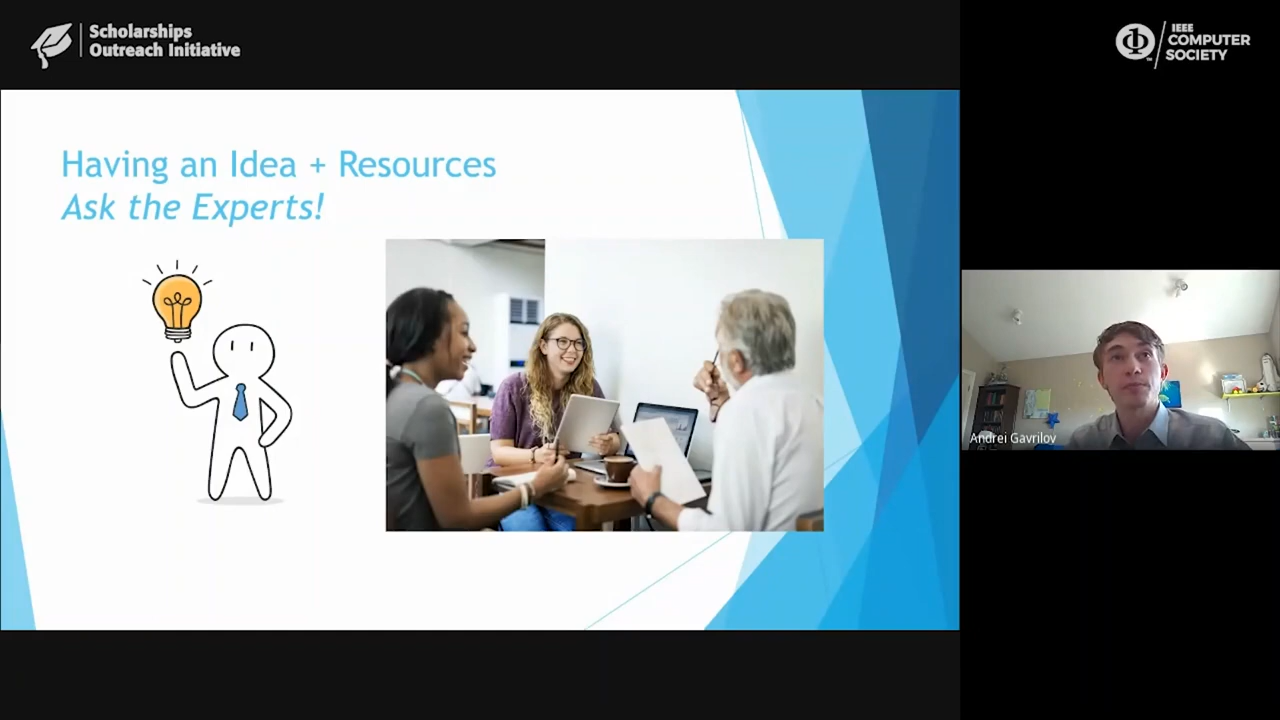 Scholarships
Outreach Initiative
IEEE
COMPUTER
SOCIETY
Having an Idea + Resources
Ask the Experts!
Andrei Gavrilov